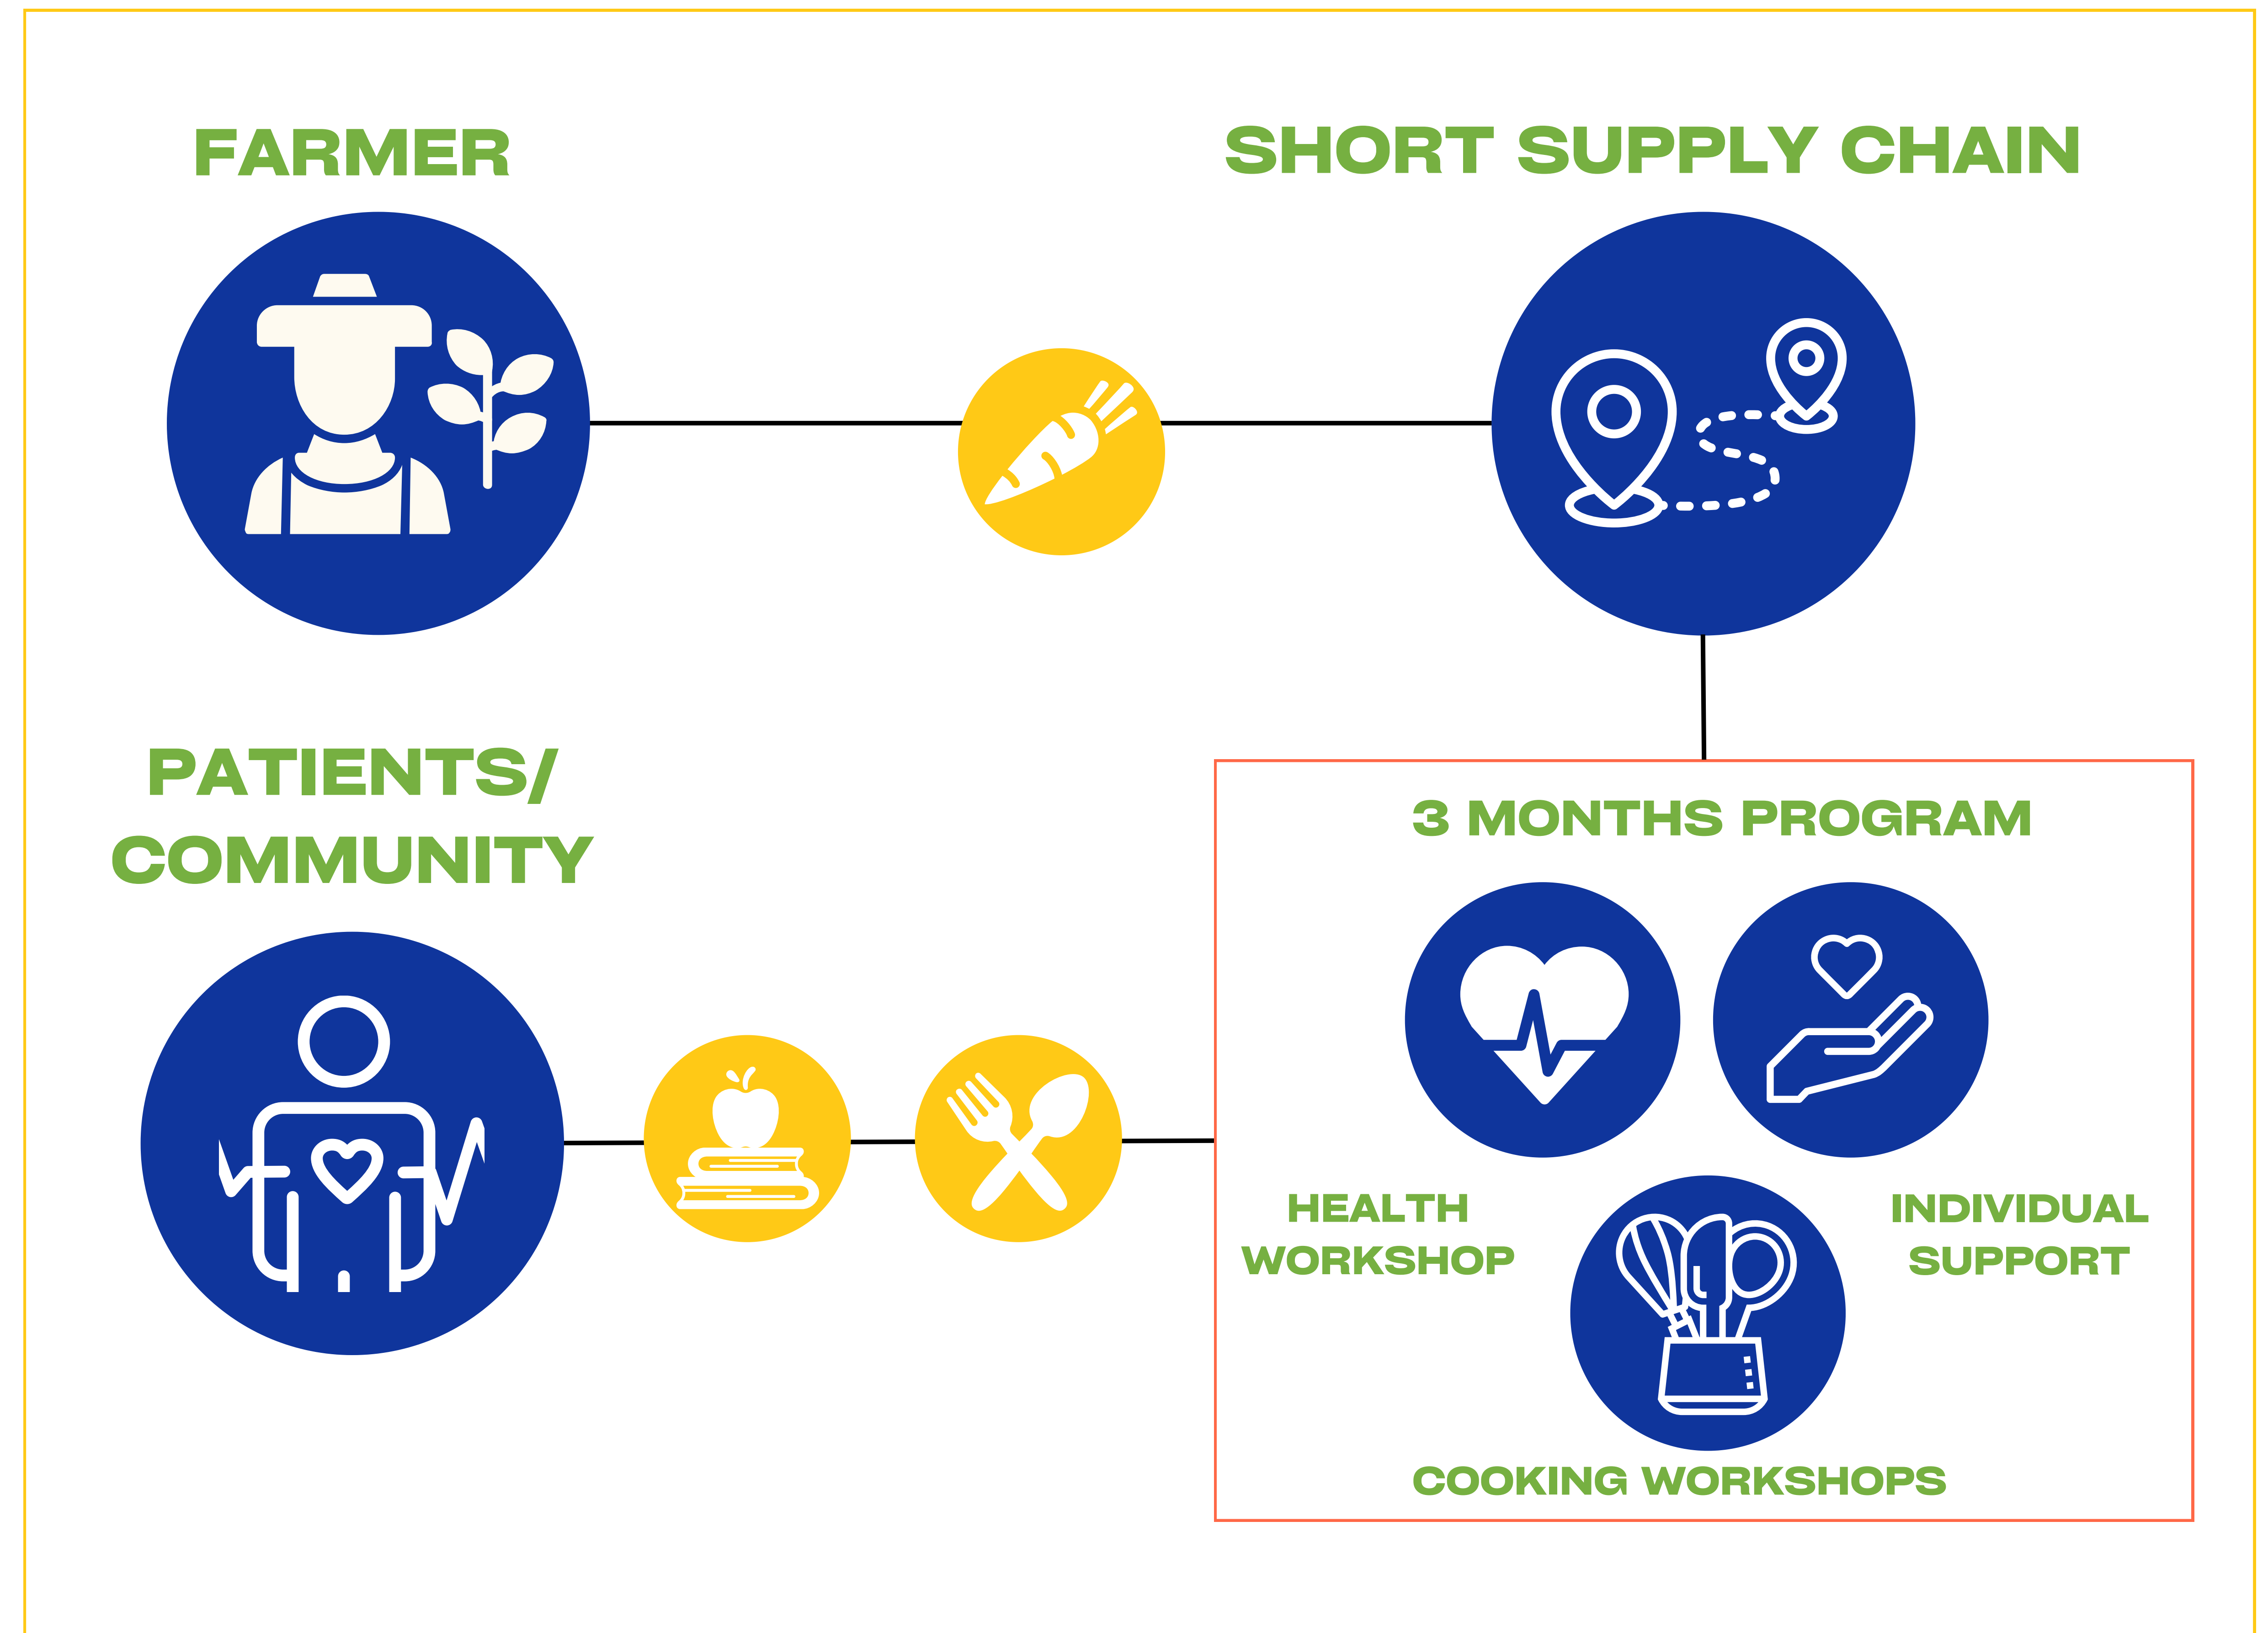 FARMER
SHORT SUPPLY CHAIN
PATIENTS/
COMMUNITY
3 MONTHS PROGRAM
HEALTH
WORKSHOP
INDIVIDUAL
SUPPORT
COOKING WORKSHOPS